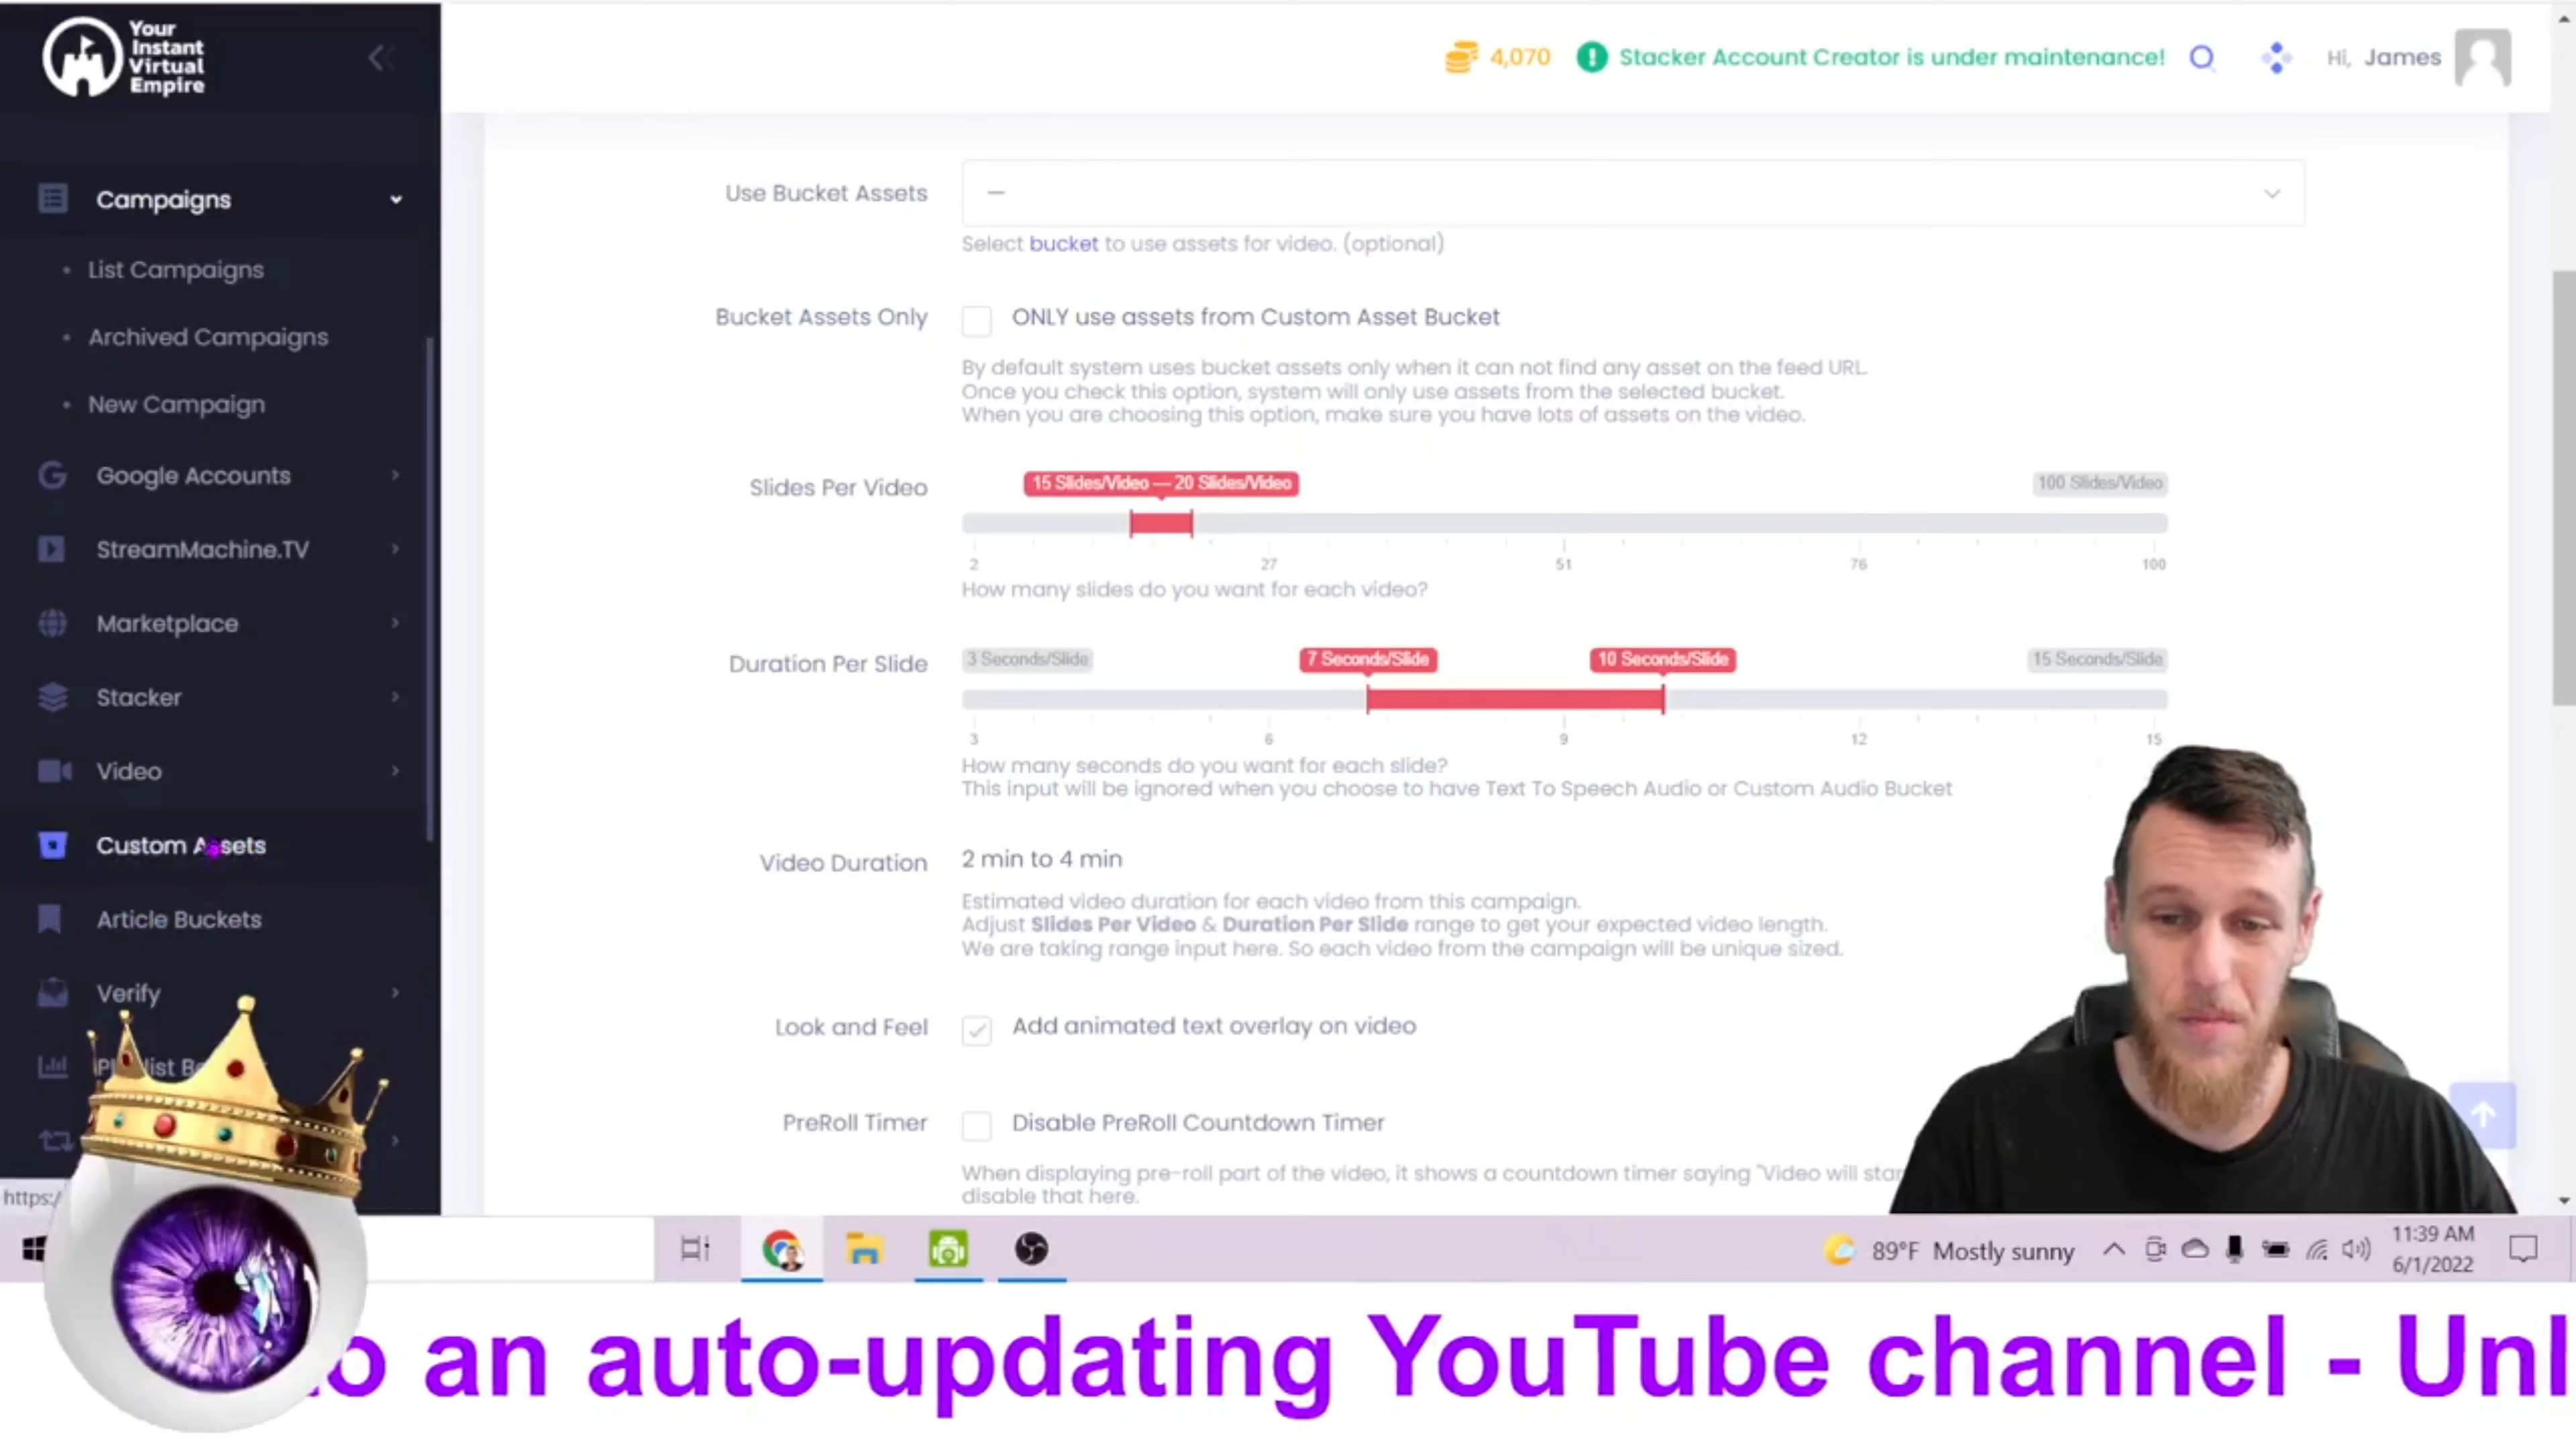 Your
Instant
Virtual
Empire
4,070
Stacker Account Creator is under maintenance!
Hi, James
Campaigns
List Campaigns
Archived Campaigns
New Campaign
Google Accounts
StreamMachine.TV
Marketplace
Stacker
Video
Custom Assets
Article Buckets
Verify
https:/
Use Bucket Assets
—
Select bucket to use assets for video. (optional)
Bucket Assets Only
ONLY use assets from Custom Asset Bucket
By default system uses bucket assets only when it can not find any asset on the feed URL.
Once you check this option, system will only use assets from the selected bucket.
When you are choosing this option, make sure you have lots of assets on the video.
Slides Per Video
15 Slides/Video — 20 Slides/Video
100 Slides/Video
2 27 51 76 100
How many slides do you want for each video?
Duration Per Slide
3 Seconds/Slide
7 Seconds/Slide
10 Seconds/Slide
15 Seconds/Slide
3 6 9 12 15
How many seconds do you want for each slide?
This input will be ignored when you choose to have Text To Speech Audio or Custom Audio Bucket
Video Duration
2 min to 4 min
Estimated video duration for each video from this campaign.
Adjust Slides Per Video & Duration Per Slide range to get your expected video length.
We are taking range input here. So each video from the campaign will be unique sized.
Look and Feel
Add animated text overlay on video
PreRoll Timer
Disable PreRoll Countdown Timer
When displaying pre-roll part of the video, it shows a countdown timer saying "Video will star
disable that here.
89°F Mostly sunny
11:39 AM
6/1/2022
to an auto-updating YouTube channel - Unl